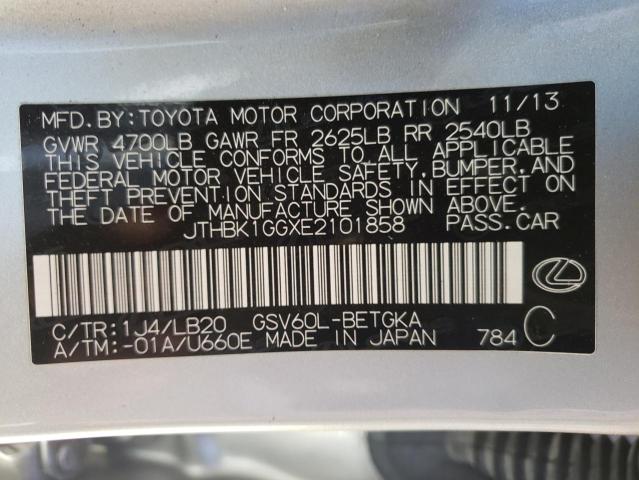 MFD.BY:TOYOTA MOTOR CORPORATION 11/13
GVWR 4700LB GAWR FR 2625LB RR 2540LB
THIS VEHICLE CONFORMS TO ALL APPLICABLE
FEDERAL MOTOR VEHICLE SAFETY,BUMPER,AND
THEFT PREVENTION STANDARDS IN EFFECT ON
THE DATE OF MANUFACTURE SHOWN ABOVE.
JTHBK1GGXE2101858 PASS.CAR
C/TR:1J4/LB20 GSV60L-BETGKA
A/TM:-01A/U660E MADE IN JAPAN 784 C